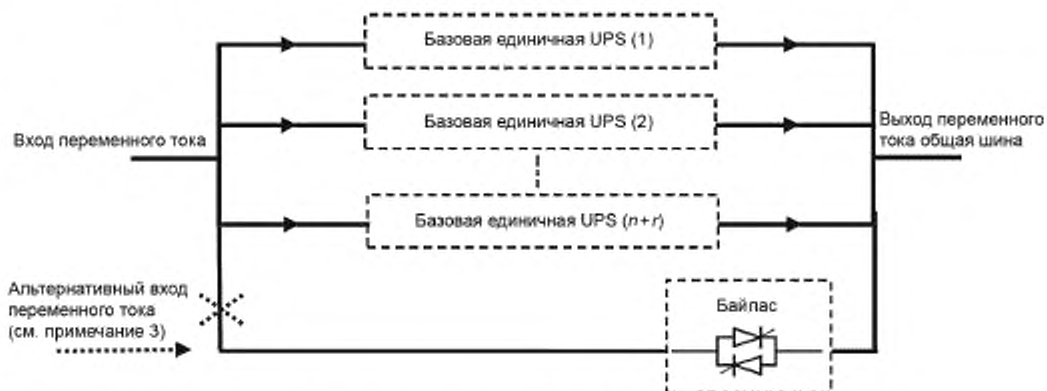 Базовая единичная UPS (1)
Базовая единичная UPS (2)
Вход переменного тока
Выход переменного
тока общая шина
Базовая единичная UPS (n+r)
Альтернативный вход
переменного тока
(см. примечание 3)
Байпас